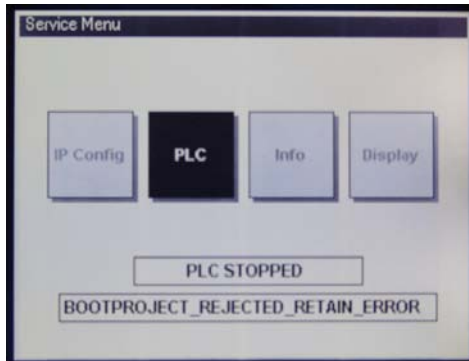 Service Menu
IP Config
PLC
Info
Display
PLC STOPPED
BOOTPROJECT_REJECTED_RETAIN_ERROR